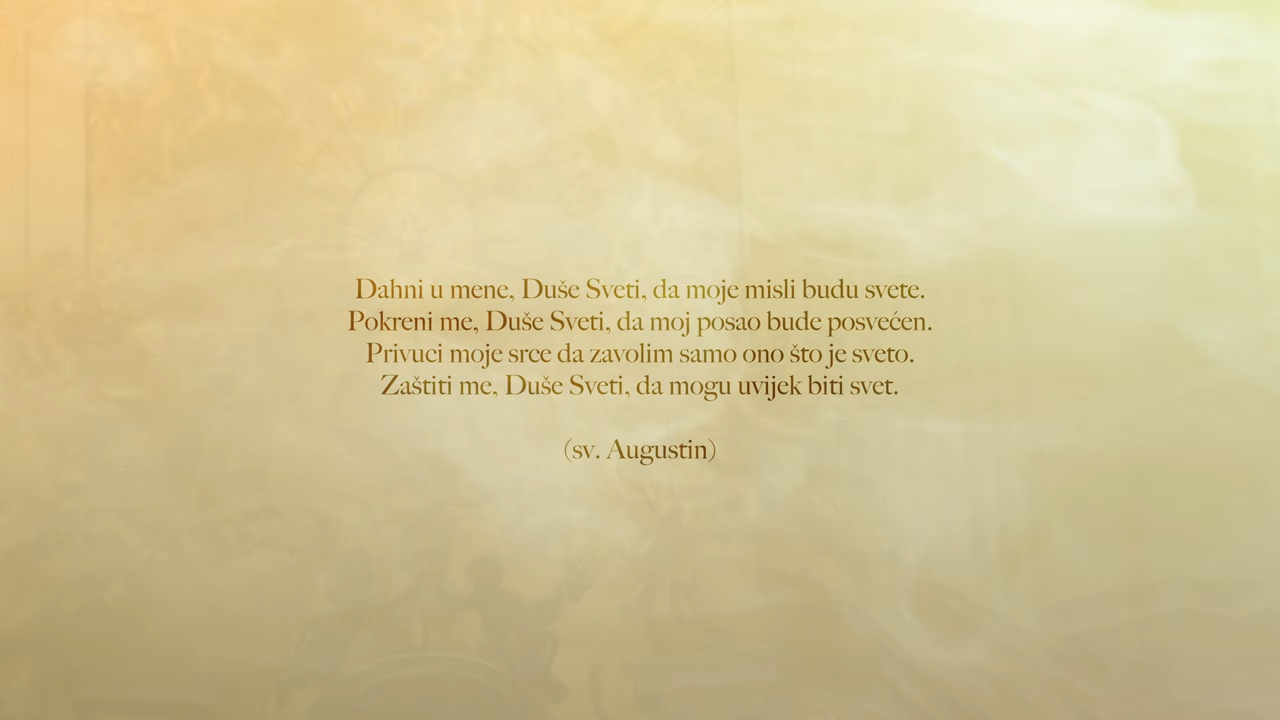 Dahni u mene, Duše Sveti, da moje misli budu svete.
Pokreni me, Duše Sveti, da moj posao bude posvećen.
Privuci moje srce da zavolim samo ono što je sveto.
Zaštiti me, Duše Sveti, da mogu uvijek biti svet.
(sv. Augustin)